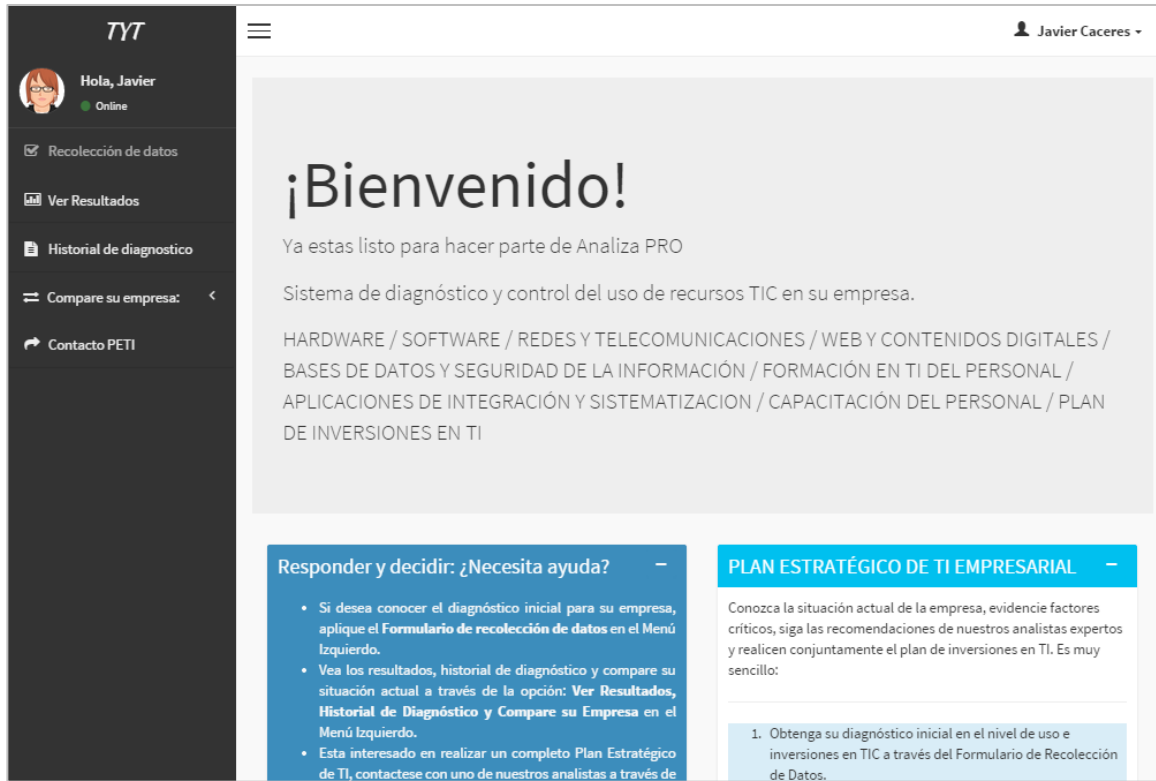 TYT
Javier Caceres
Hola, Javier
Online
Recolección de datos
Ver Resultados
Historial de diagnostico
Compare su empresa:
Contacto PETI
¡Bienvenido!
Ya estas listo para hacer parte de Analiza PRO
Sistema de diagnóstico y control del uso de recursos TIC en su empresa.
HARDWARE / SOFTWARE / REDES Y TELECOMUNICACIONES / WEB Y CONTENIDOS DIGITALES /
BASES DE DATOS Y SEGURIDAD DE LA INFORMACIÓN / FORMACIÓN EN TI DEL PERSONAL /
APLICACIONES DE INTEGRACIÓN Y SISTEMATIZACION / CAPACITACIÓN DEL PERSONAL / PLAN
DE INVERSIONES EN TI
Responder y decidir: ¿Necesita ayuda?
• Si desea conocer el diagnóstico inicial para su empresa,
aplique el Formulario de recolección de datos en el Menú
Izquierdo.
• Vea los resultados, historial de diagnóstico y compare su
situación actual a través de la opción: Ver Resultados,
Historial de Diagnóstico y Compare su Empresa en el
Menú Izquierdo.
• Esta interesado en realizar un completo Plan Estratégico
de TI, contactese con uno de nuestros analistas a través de
PLAN ESTRATÉGICO DE TI EMPRESARIAL
Conozca la situación actual de la empresa, evidencie factores
críticos, siga las recomendaciones de nuestros analistas expertos
y realicen conjuntamente el plan de inversiones en TI. Es muy
sencillo:
1. Obtenga su diagnóstico inicial en el nivel de uso e
inversiones en TIC a través del Formulario de Recolección
de Datos.